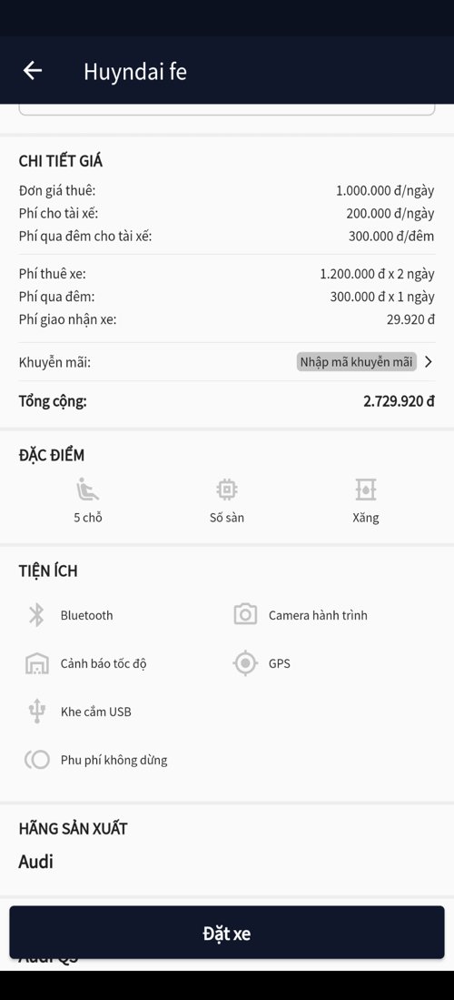 Huyndai fe
CHI TIẾT GIÁ
Đơn giá thuê: 1.000.000 đ/ngày
Phí cho tài xế: 200.000 đ/ngày
Phí qua đêm cho tài xế: 300.000 đ/đêm
Phí thuê xe: 1.200.000 đ x 2 ngày
Phí qua đêm: 300.000 đ x 1 ngày
Phí giao nhận xe: 29.920 đ
Khuyễn mãi: Nhập mã khuyễn mãi
Tổng cộng: 2.729.920 đ
ĐẶC ĐIỂM
5 chỗ Số sàn Xăng
TIỆN ÍCH
Bluetooth Camera hành trình
Cảnh báo tốc độ GPS
Khe cắm USB
Phu phí không dừng
HÃNG SẢN XUẤT
Audi
Đặt xe